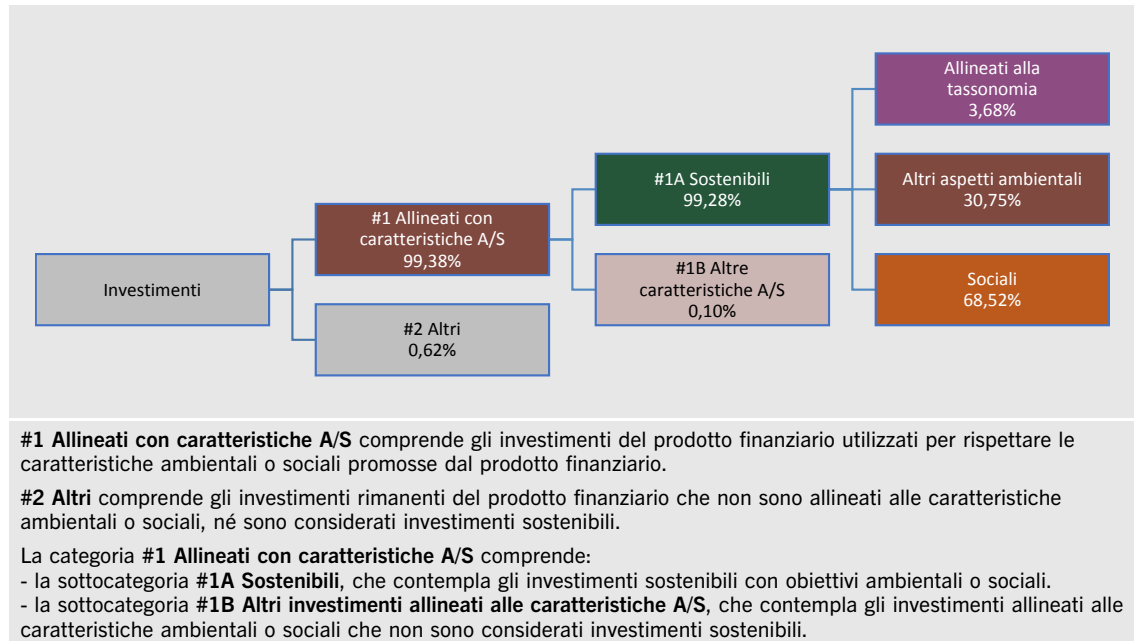 Investimenti
#1 Allineati con
caratteristiche A/S
99,38%
#2 Altri
0,62%
#1A Sostenibili
99,28%
#1B Altre
caratteristiche A/S
0,10%
Allineati alla
tassonomia
3,68%
Altri aspetti ambientali
30,75%
Sociali
68,52%
#1 Allineati con caratteristiche A/S comprende gli investimenti del prodotto finanziario utilizzati per rispettare le
caratteristiche ambientali o sociali promosse dal prodotto finanziario.
#2 Altri comprende gli investimenti rimanenti del prodotto finanziario che non sono allineati alle caratteristiche
ambientali o sociali, né sono considerati investimenti sostenibili.
La categoria #1 Allineati con caratteristiche A/S comprende:
- la sottocategoria #1A Sostenibili, che contempla gli investimenti sostenibili con obiettivi ambientali o sociali.
- la sottocategoria #1B Altri investimenti allineati alle caratteristiche A/S, che contempla gli investimenti allineati alle
caratteristiche ambientali o sociali che non sono considerati investimenti sostenibili.